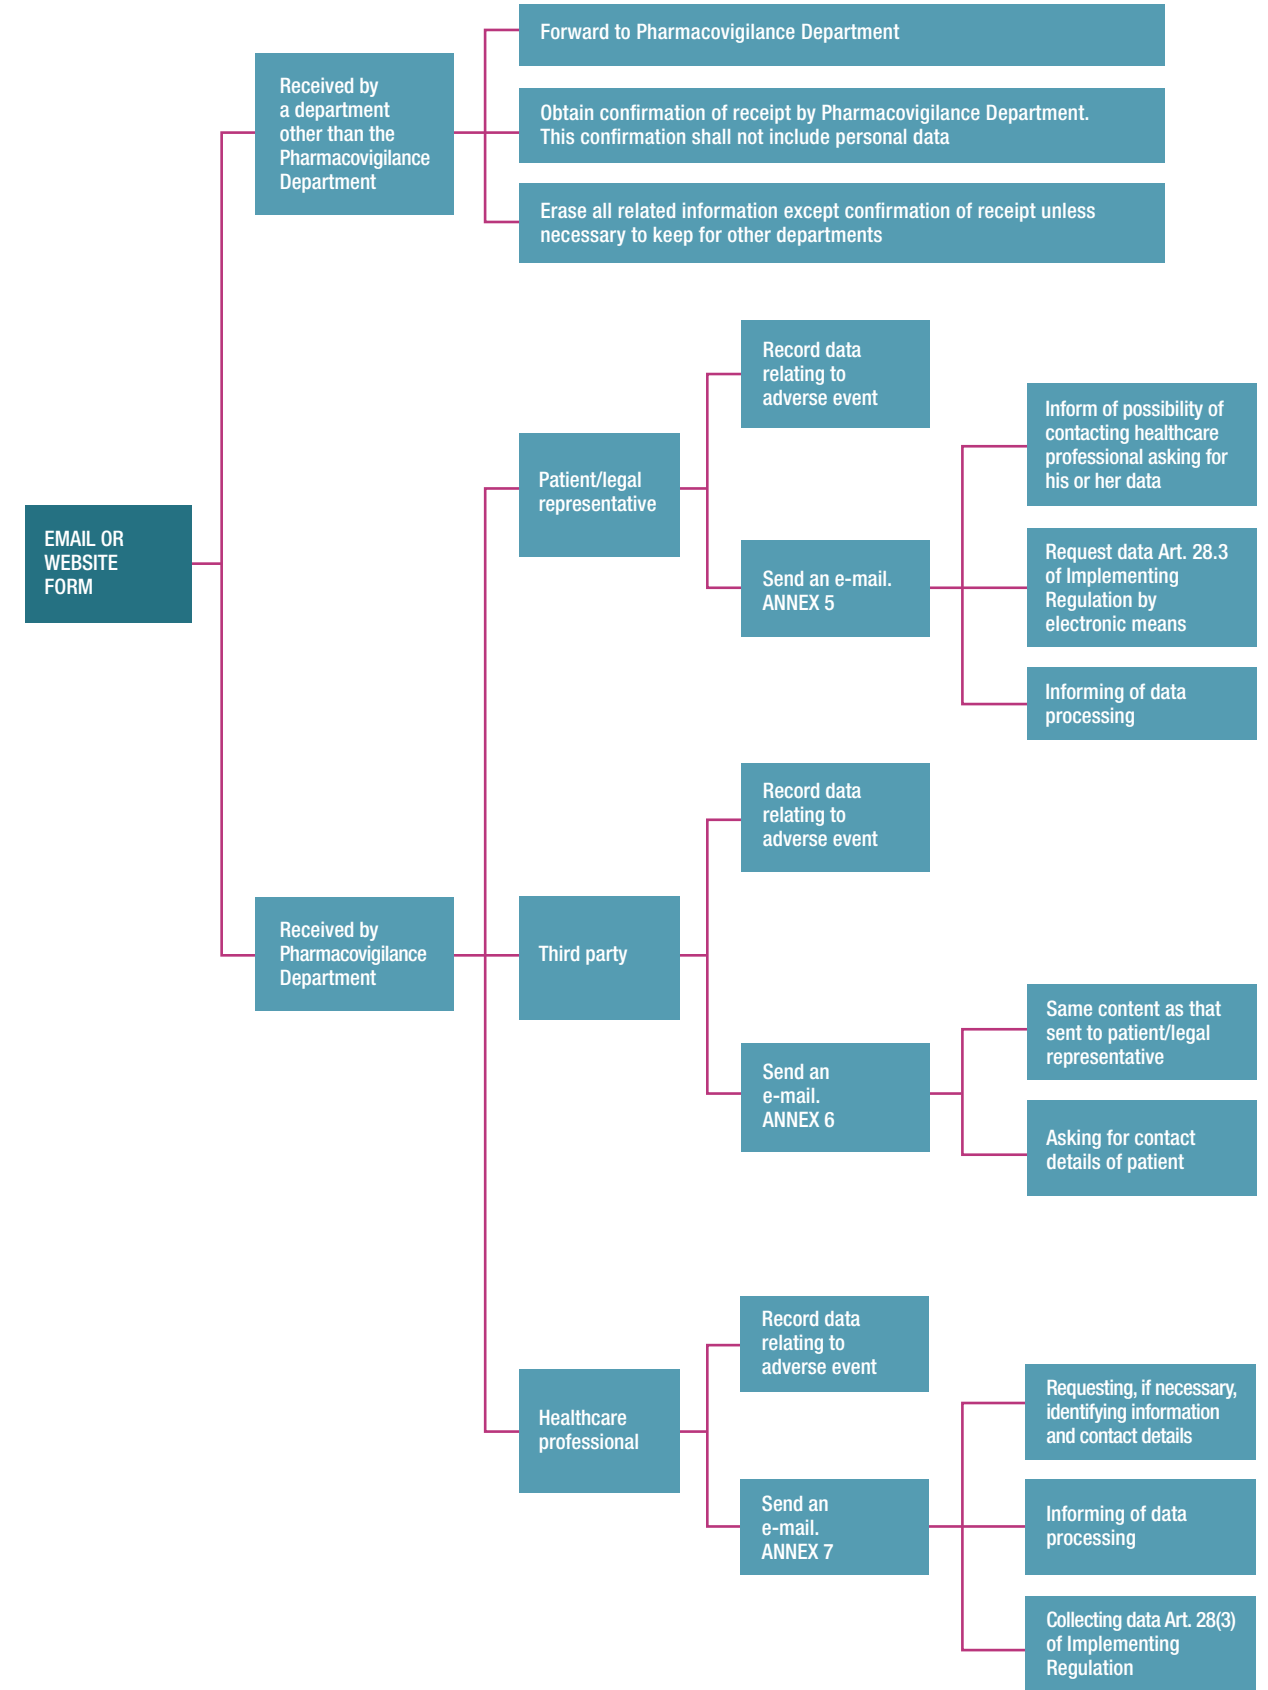 EMAIL OR
WEBSITE
FORM
Received by
a department
other than the
Pharmacovigilance
Department
Forward to Pharmacovigilance Department
Obtain confirmation of receipt by Pharmacovigilance Department.
This confirmation shall not include personal data
Erase all related information except confirmation of receipt unless
necessary to keep for other departments
Received by
Pharmacovigilance
Department
Patient/legal
representative
Record data
relating to
adverse event
Send an e-mail.
ANNEX 5
Inform of possibility of
contacting healthcare
professional asking for
his or her data
Request data Art. 28.3
of Implementing
Regulation by
electronic means
Informing of data
processing
Third party
Record data
relating to
adverse event
Send an
e-mail.
ANNEX 6
Same content as that
sent to patient/legal
representative
Asking for contact
details of patient
Healthcare
professional
Record data
relating to
adverse event
Send an
e-mail.
ANNEX 7
Requesting, if necessary,
identifying information
and contact details
Informing of data
processing
Collecting data Art. 28(3)
of Implementing
Regulation